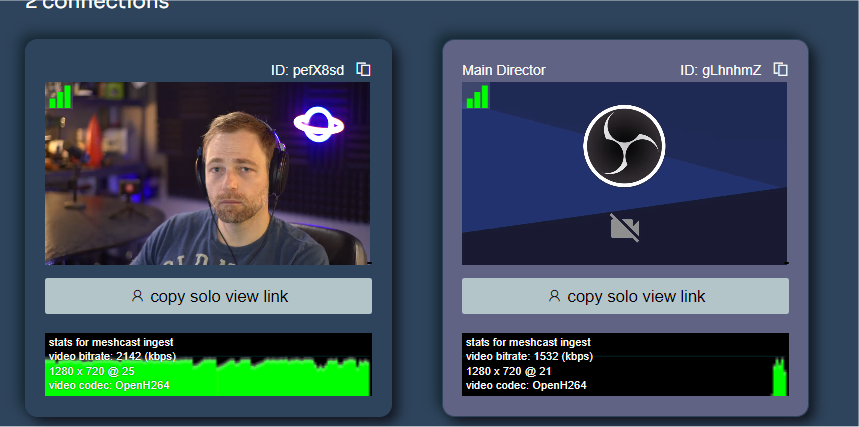 2 connections
ID: pefX8sd
copy solo view link
stats for meshcast ingest
video bitrate: 2142 (kbps)
1280 x 720 @ 25
video codec: OpenH264
Main Director ID: gLhnhmZ
copy solo view link
stats for meshcast ingest
video bitrate: 1532 (kbps)
1280 x 720 @ 21
video codec: OpenH264